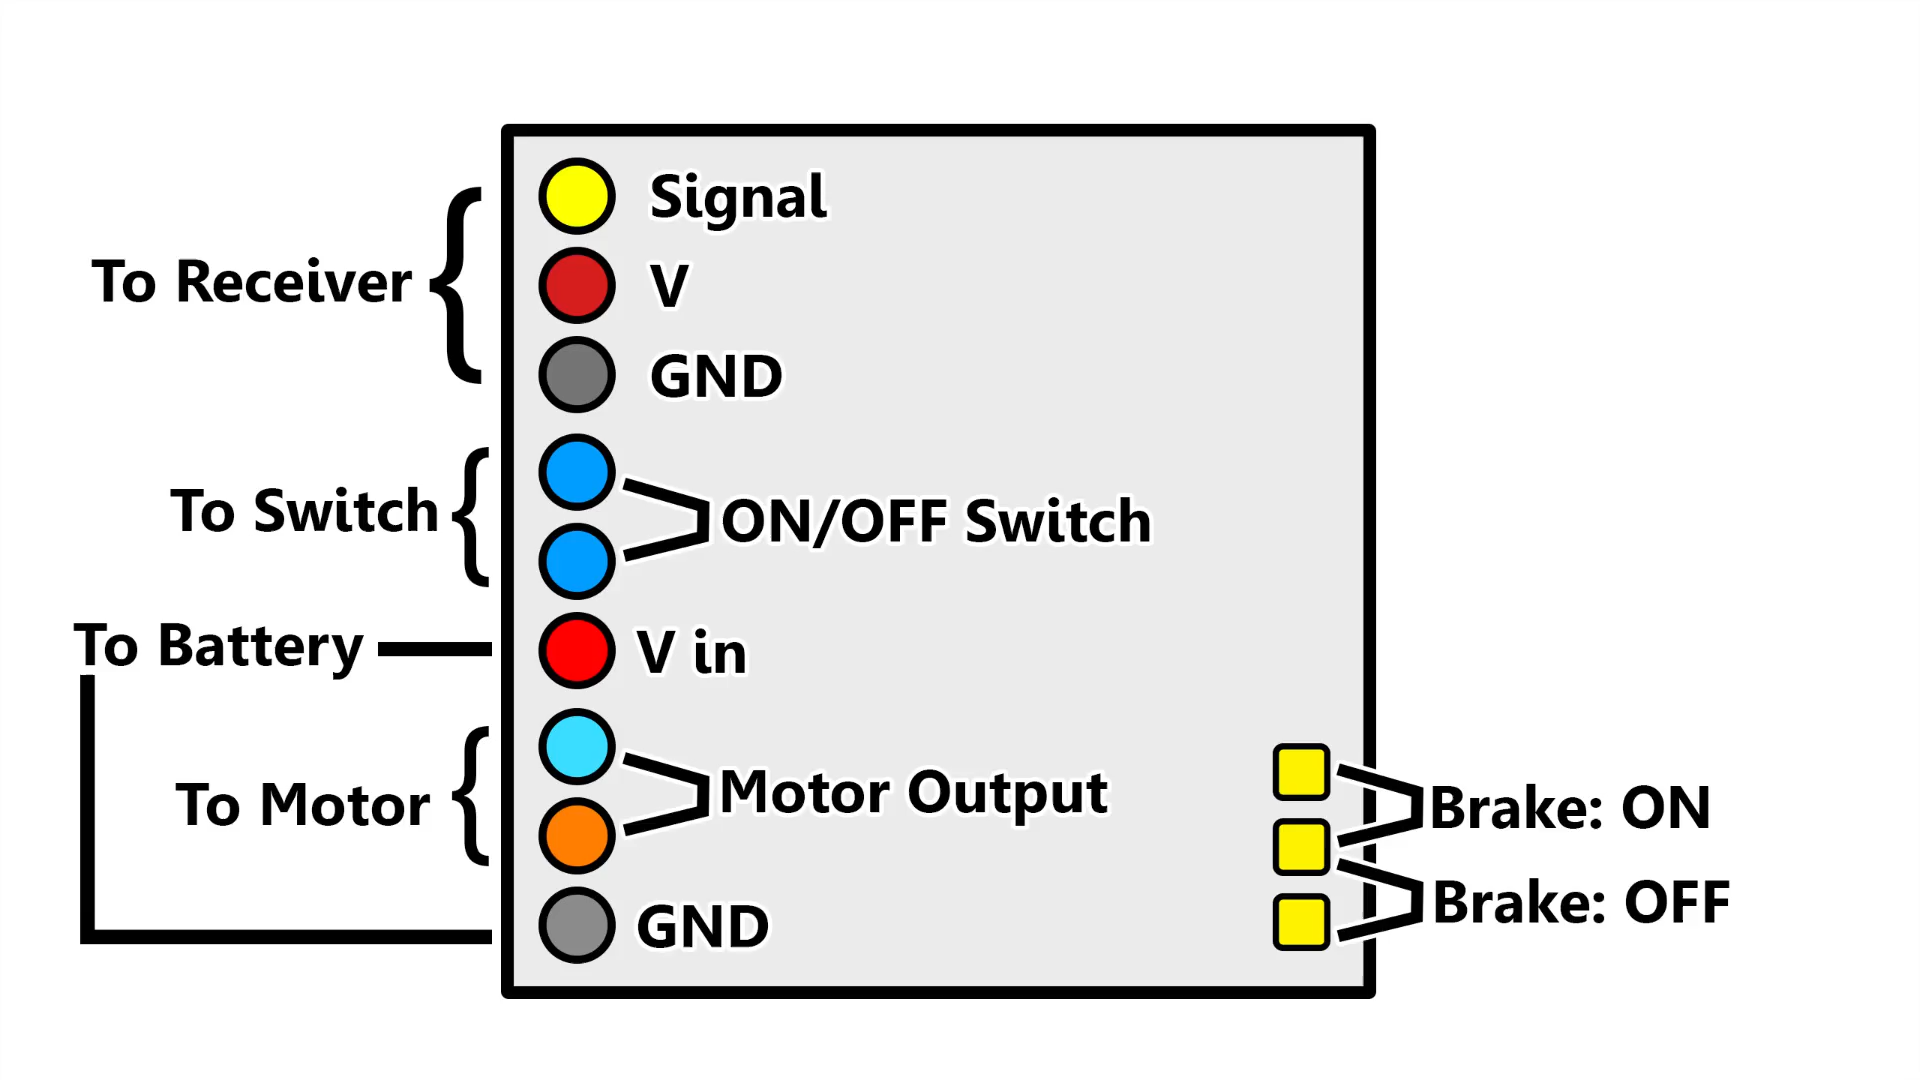 Signal
To Receiver
V
GND
To Switch
ON/OFF Switch
To Battery
V in
To Motor
Motor Output
Brake: ON
Brake: OFF
GND